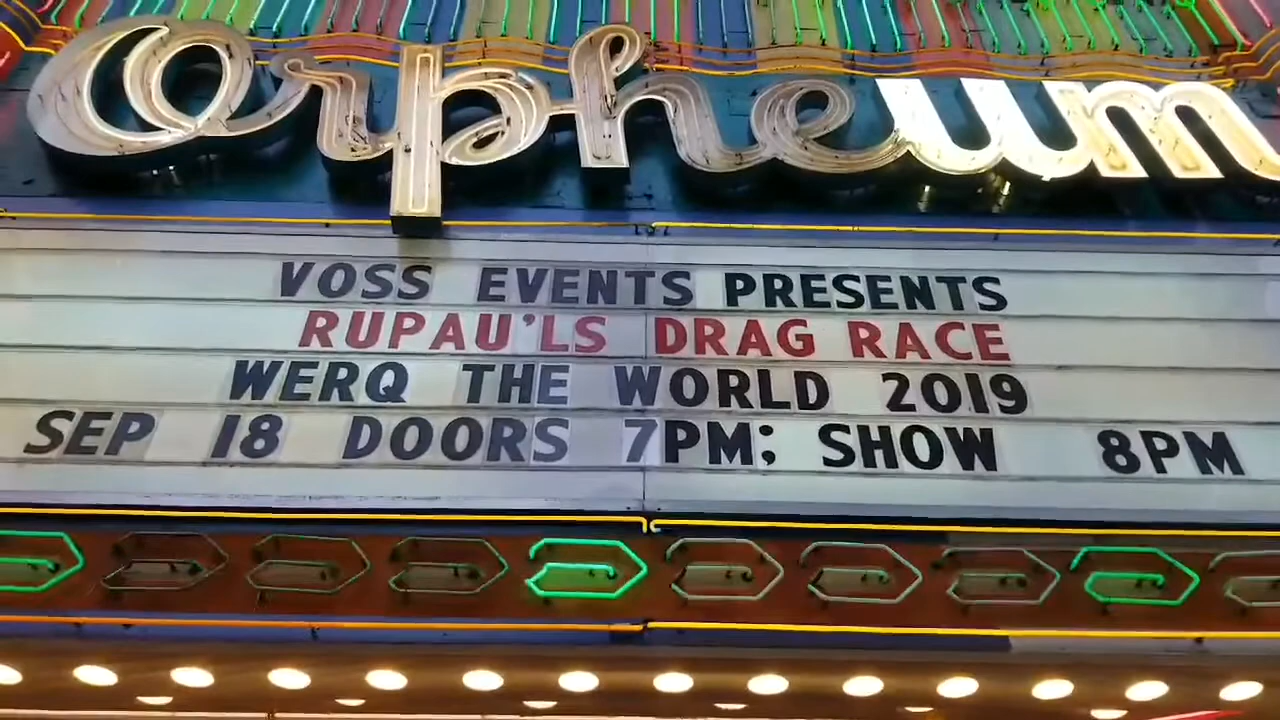 Orpheum
VOSS EVENTS PRESENTS
RUPAU'LS DRAG RACE
WERQ THE WORLD 2019
SEP 18 DOORS 7PM; SHOW 8PM